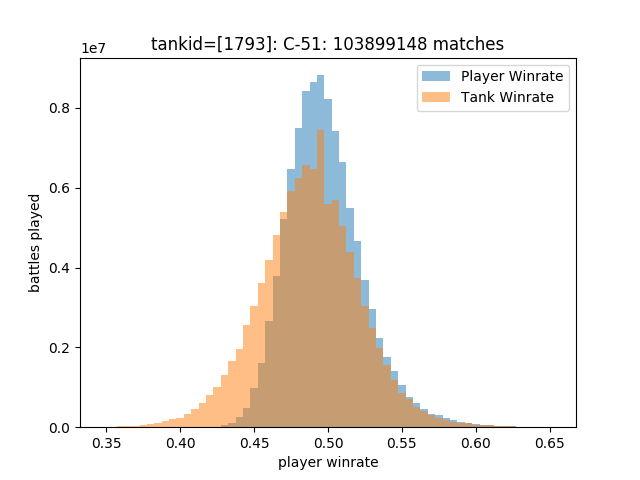 tankid=[1793]: C-51: 103899148 matches
1e7
Player Winrate
Tank Winrate
0.8
0.6
0.4
0.2
0.0
battles played
0.35 0.40 0.45 0.50 0.55 0.60 0.65
player winrate